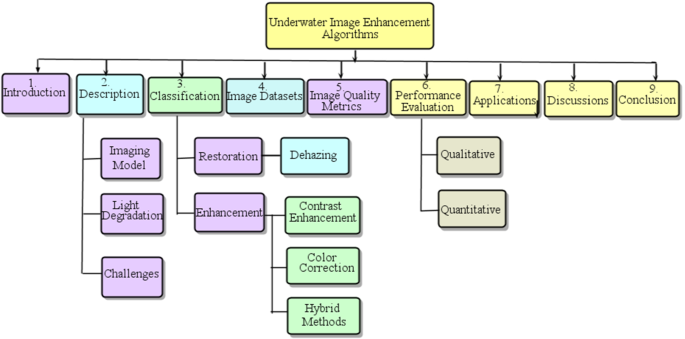 Underwater Image Enhancement
Algorithms
1.
Introduction
2.
Description
3.
Classification
4.
Image Datasets
5.
Image Quality
Metrics
6.
Performance
Evaluation
7.
Applications
8.
Discussions
9.
Conclusion
Imaging
Model
Light
Degradation
Challenges
Restoration
Dehazing
Enhancement
Contrast
Enhancement
Color
Correction
Hybrid
Methods
Qualitative
Quantitative